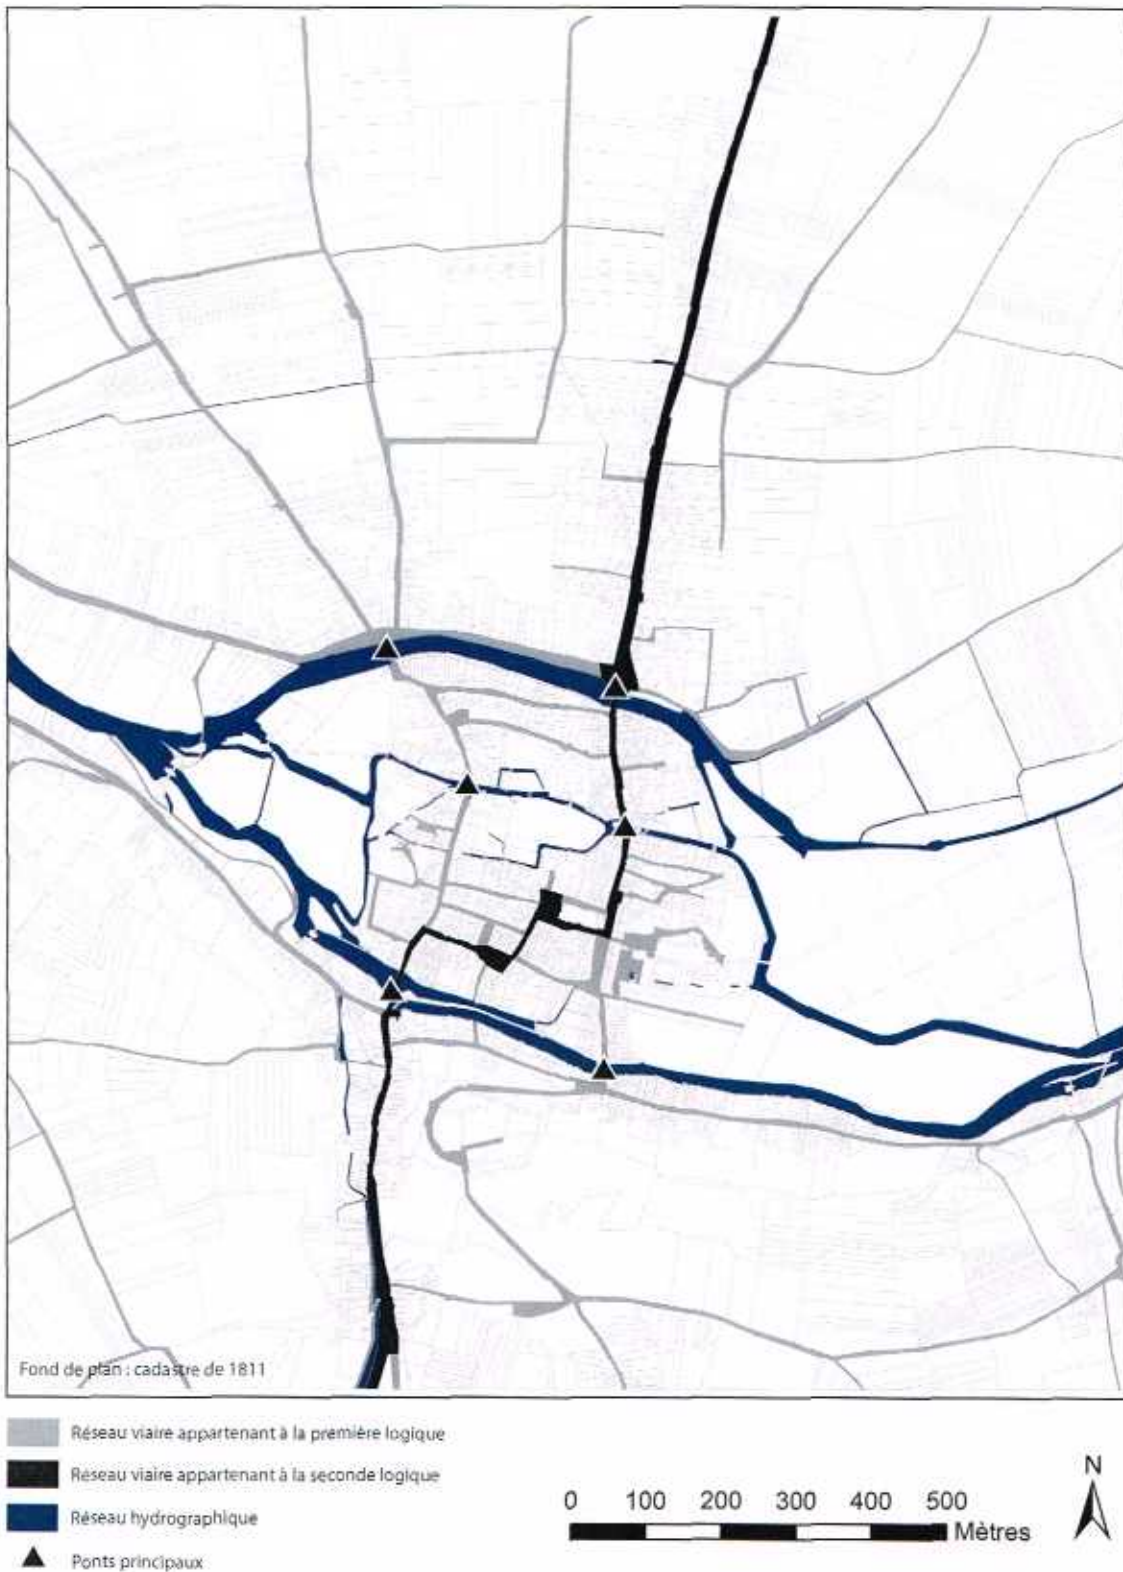 Fond de plan : cadastre de 1811
Réseau viaire appartenant à la première logique
Réseau viaire appartenant à la seconde logique
Réseau hydrographique
Ponts principaux
0 100 200 300 400 500
Mètres
N